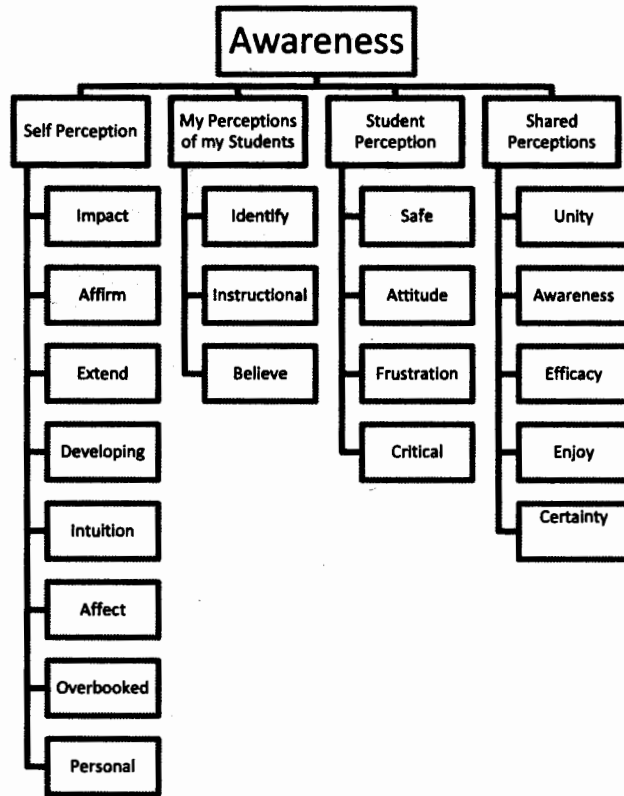 Awareness
Self Perception
Impact
Affirm
Extend
Developing
Intuition
Affect
Overbooked
Personal
My Perceptions
of my Students
Identify
Instructional
Believe
Student
Perception
Safe
Attitude
Frustration
Critical
Shared
Perceptions
Unity
Awareness
Efficacy
Enjoy
Certainty